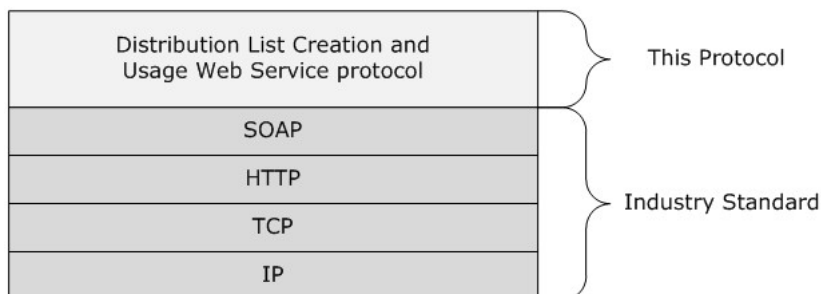 Distribution List Creation and
Usage Web Service protocol
This Protocol
SOAP
HTTP
TCP
IP
Industry Standard